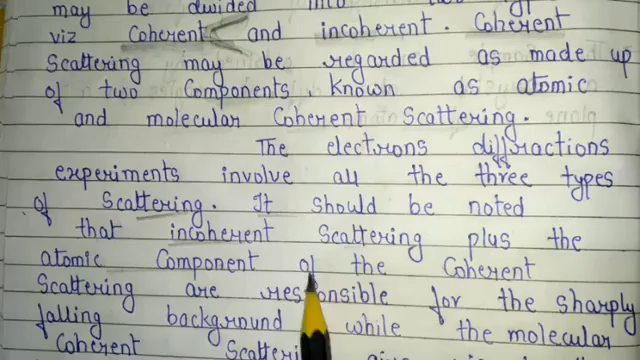 may be divided into
viz Coherent and incoherent. Coherent
Scattering may be regarded as made up
of two Components known as atomic
and molecular Coherent Scattering.
The electrons diffractions
experiments involve all the three types
of Scattering. It should be noted
that incoherent Scattering plus the
atomic Component of the Coherent
Scattering are responsible for the sharply
falling background while the molecular
Coherent